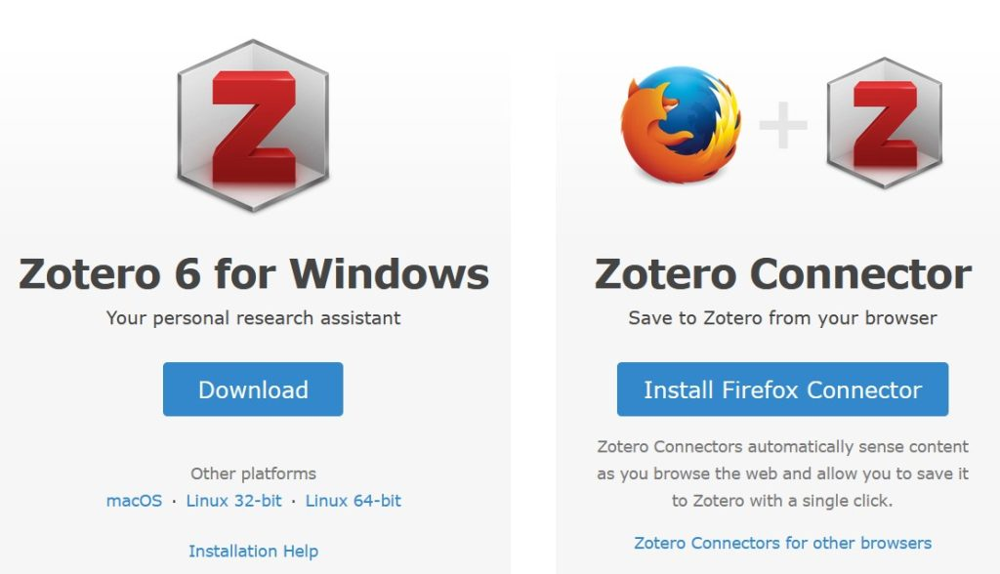 Z
Zotero 6 for Windows
Your personal research assistant
Download
Other platforms
macOS · Linux 32-bit · Linux 64-bit
Installation Help
+ Z
Zotero Connector
Save to Zotero from your browser
Install Firefox Connector
Zotero Connectors automatically sense content
as you browse the web and allow you to save it
to Zotero with a single click.
Zotero Connectors for other browsers